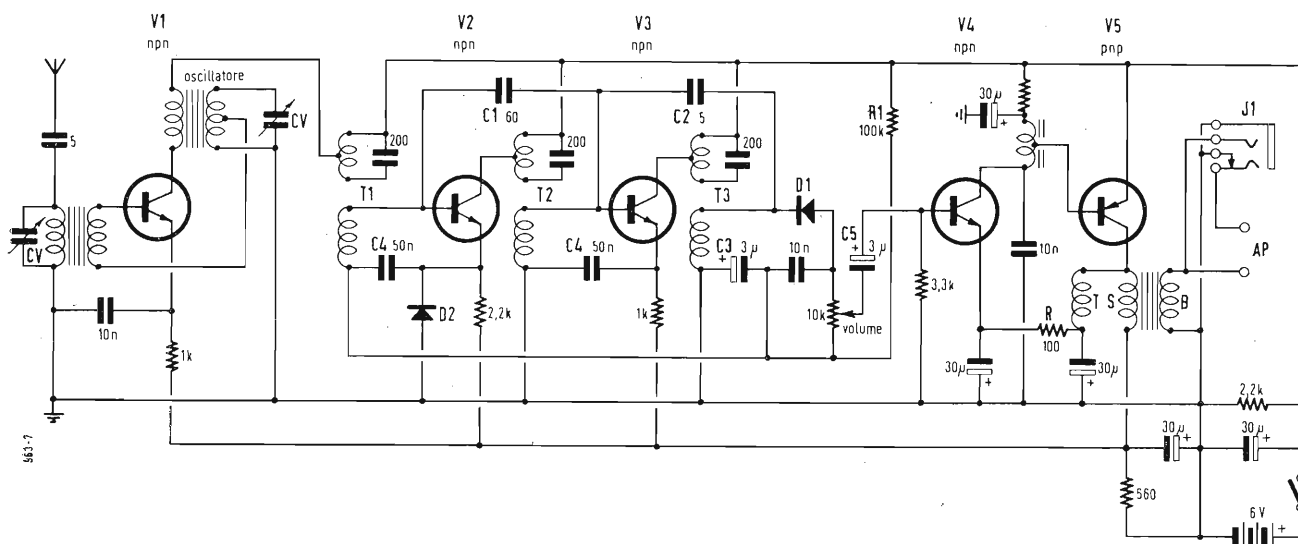 V1
npn
V2
npn
V3
npn
V4
npn
V5
pnp
oscillatore
CV
5
CV
10n
1k
200
T1
C4 50n
D2
2,2k
C1 60
200
T2
C4 50n
1k
C2 5
200
T3
D1
C3 3µ
+
10n
10k
volume
R1
100k
C5
+ 3µ
3,3k
30µ
+
10n
R
100
30µ
+
30µ
+
T S B
J1
AP
2,2k
30µ
+
30µ
+
560
6V
+
563-7